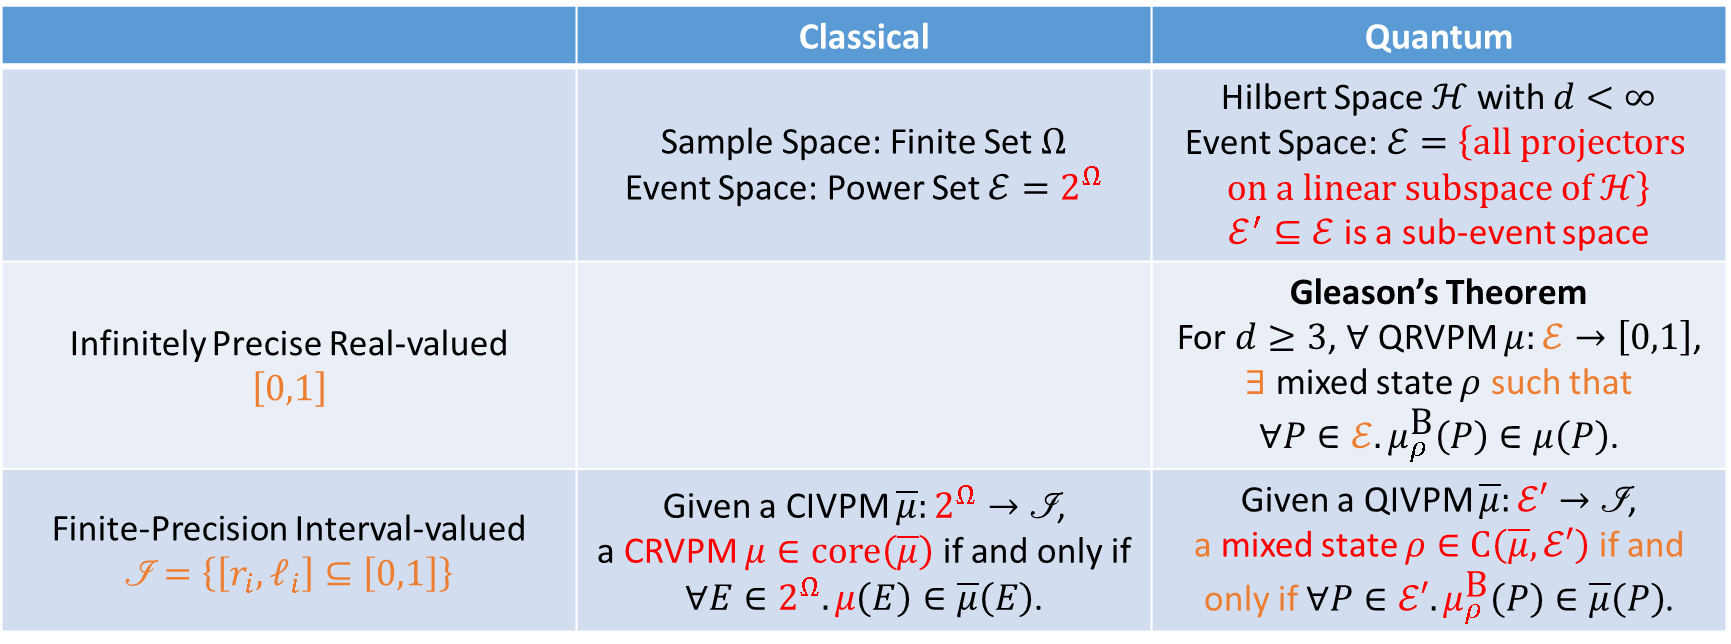 Classical
Quantum
Sample Space: Finite Set Ω
Event Space: Power Set ℰ = 2^Ω
Hilbert Space ℋ with d < ∞
Event Space: ℰ = {all projectors
on a linear subspace of ℋ}
ℰ′ ⊆ ℰ is a sub-event space
Infinitely Precise Real-valued
[0,1]
Gleason's Theorem
For d ≥ 3, ∀ QRVPM μ: ℰ → [0,1],
∃ mixed state ρ such that
∀P ∈ ℰ. μ_ρ^B(P) ∈ μ(P).
Finite-Precision Interval-valued
ℐ = {[r_i, ℓ_i] ⊆ [0,1]}
Given a CIVPM μ̅: 2^Ω → ℐ,
a CRVPM μ ∈ core(μ̅) if and only if
∀E ∈ 2^Ω. μ(E) ∈ μ̅(E).
Given a QIVPM μ̅: ℰ′ → ℐ,
a mixed state ρ ∈ C(μ̅, ℰ′) if and
only if ∀P ∈ ℰ′. μ_ρ^B(P) ∈ μ̅(P).